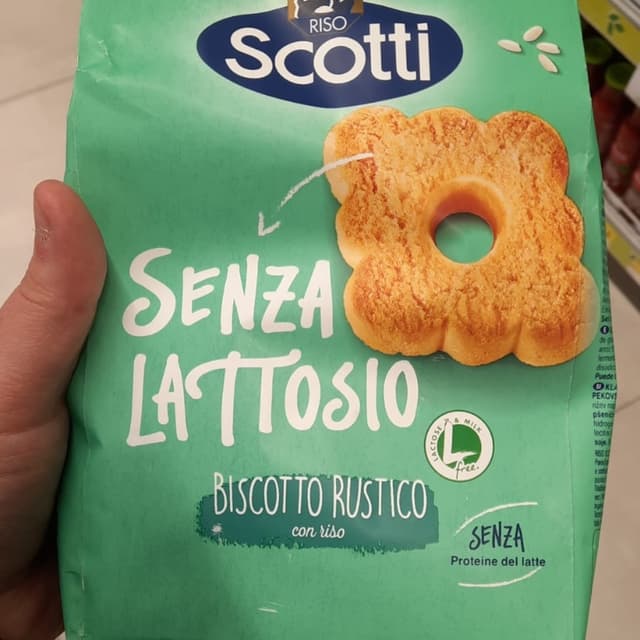 RISO
Scotti
SENZA
LATTOSIO
LACTOSE & MILK
free.
BISCOTTO RUSTICO
con riso
SENZA
Proteine del latte